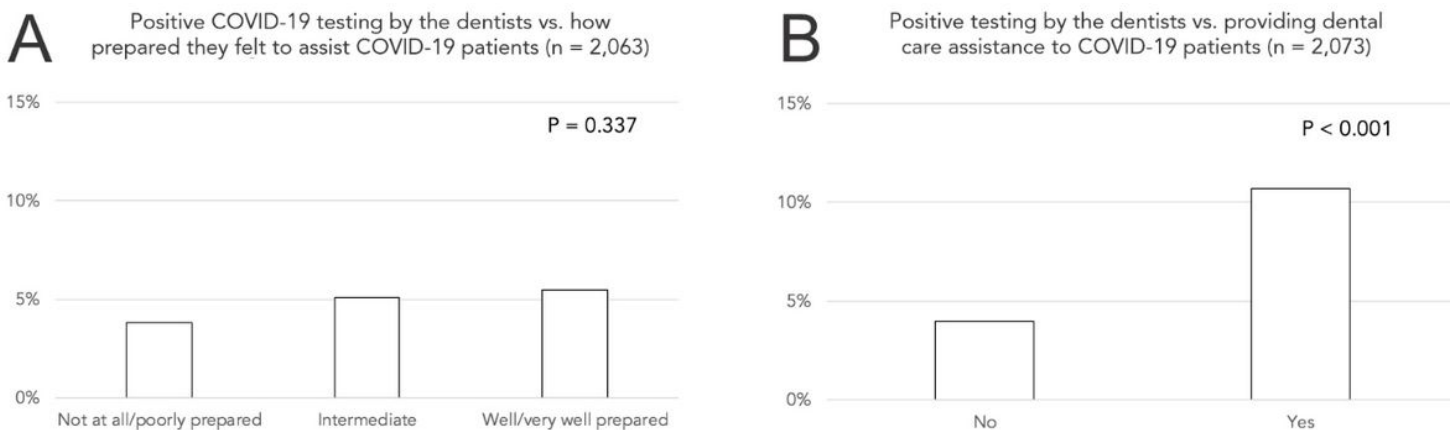 A
Positive COVID-19 testing by the dentists vs. how
prepared they felt to assist COVID-19 patients (n = 2,063)
15%
P = 0.337
10%
5%
0%
Not at all/poorly prepared
Intermediate
Well/very well prepared
B
Positive testing by the dentists vs. providing dental
care assistance to COVID-19 patients (n = 2,073)
15%
P < 0.001
10%
5%
0%
No
Yes